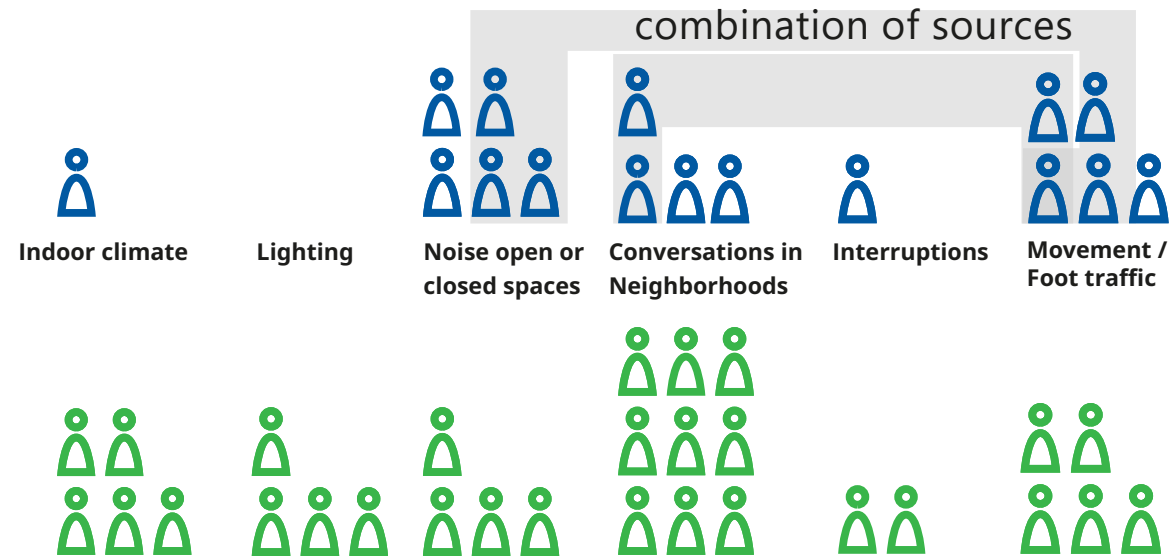 combination of sources
Indoor climate
Lighting
Noise open or
closed spaces
Conversations in
Neighborhoods
Interruptions
Movement /
Foot traffic